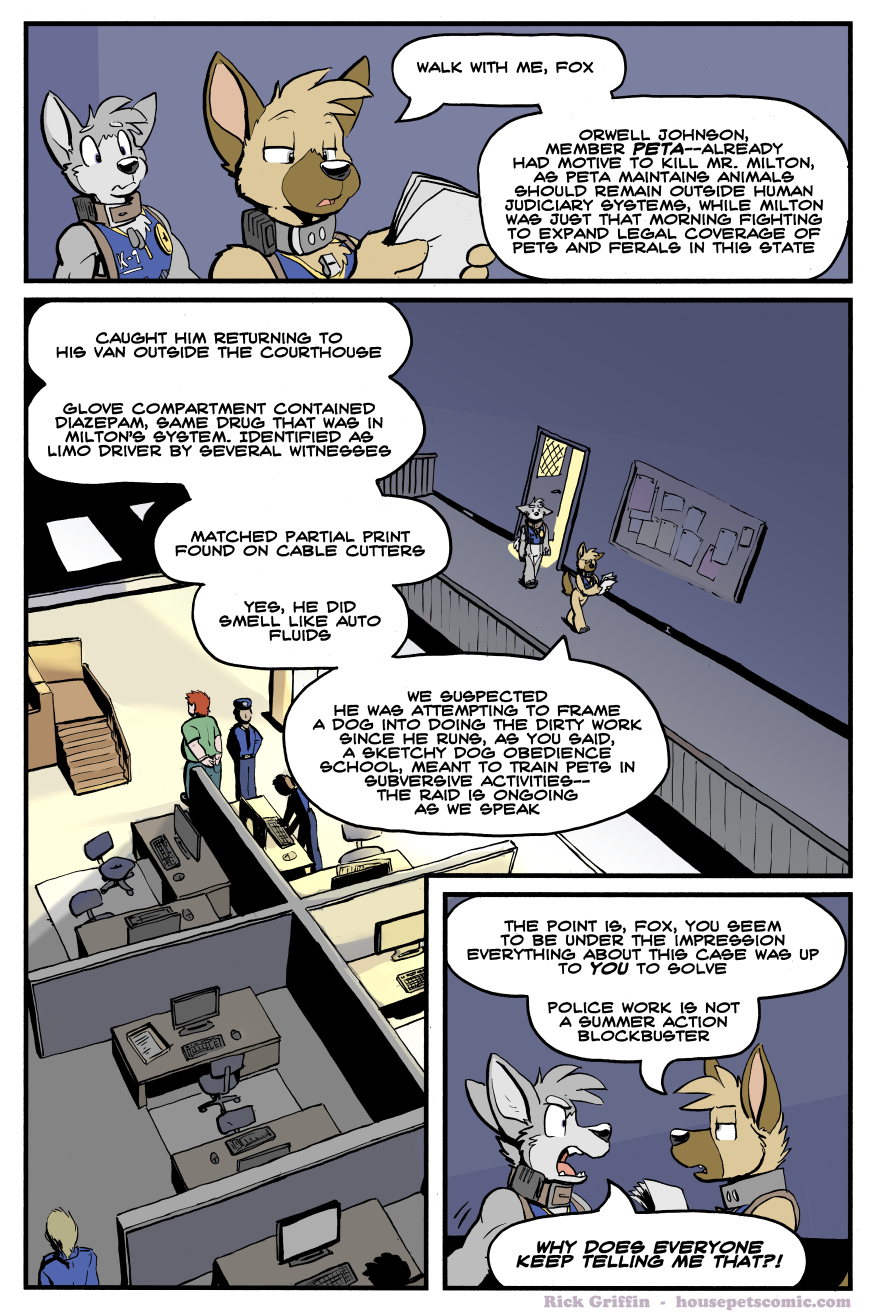 WALK WITH ME, FOX
ORWELL JOHNSON,
MEMBER PETA--ALREADY
HAD MOTIVE TO KILL MR. MILTON,
AS PETA MAINTAINS ANIMALS
SHOULD REMAIN OUTSIDE HUMAN
JUDICIARY SYSTEMS, WHILE MILTON
WAS JUST THAT MORNING FIGHTING
TO EXPAND LEGAL COVERAGE OF
PETS AND FERALS IN THIS STATE
K-9
CAUGHT HIM RETURNING TO
HIS VAN OUTSIDE THE COURTHOUSE
GLOVE COMPARTMENT CONTAINED
DIAZEPAM, SAME DRUG THAT WAS IN
MILTON'S SYSTEM. IDENTIFIED AS
LIMO DRIVER BY SEVERAL WITNESSES
MATCHED PARTIAL PRINT
FOUND ON CABLE CUTTERS
YES, HE DID
SMELL LIKE AUTO
FLUIDS
WE SUSPECTED
HE WAS ATTEMPTING TO FRAME
A DOG INTO DOING THE DIRTY WORK
SINCE HE RUNS, AS YOU SAID,
A SKETCHY DOG OBEDIENCE
SCHOOL, MEANT TO TRAIN PETS IN
SUBVERSIVE ACTIVITIES--
THE RAID IS ONGOING
AS WE SPEAK
THE POINT IS, FOX, YOU SEEM
TO BE UNDER THE IMPRESSION
EVERYTHING ABOUT THIS CASE WAS UP
TO YOU TO SOLVE
POLICE WORK IS NOT
A SUMMER ACTION
BLOCKBUSTER
WHY DOES EVERYONE
KEEP TELLING ME THAT?!
Rick Griffin - housepetscomic.com